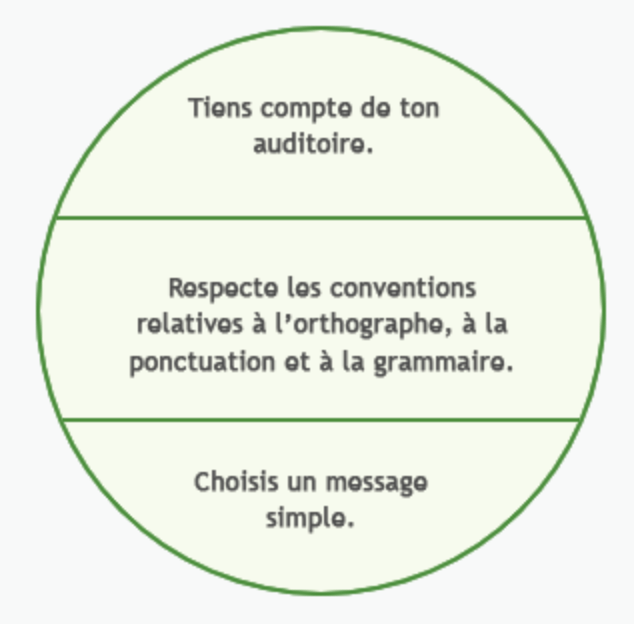 Tiens compte de ton
auditoire.
Respecte les conventions
relatives à l’orthographe, à la
ponctuation et à la grammaire.
Choisis un message
simple.